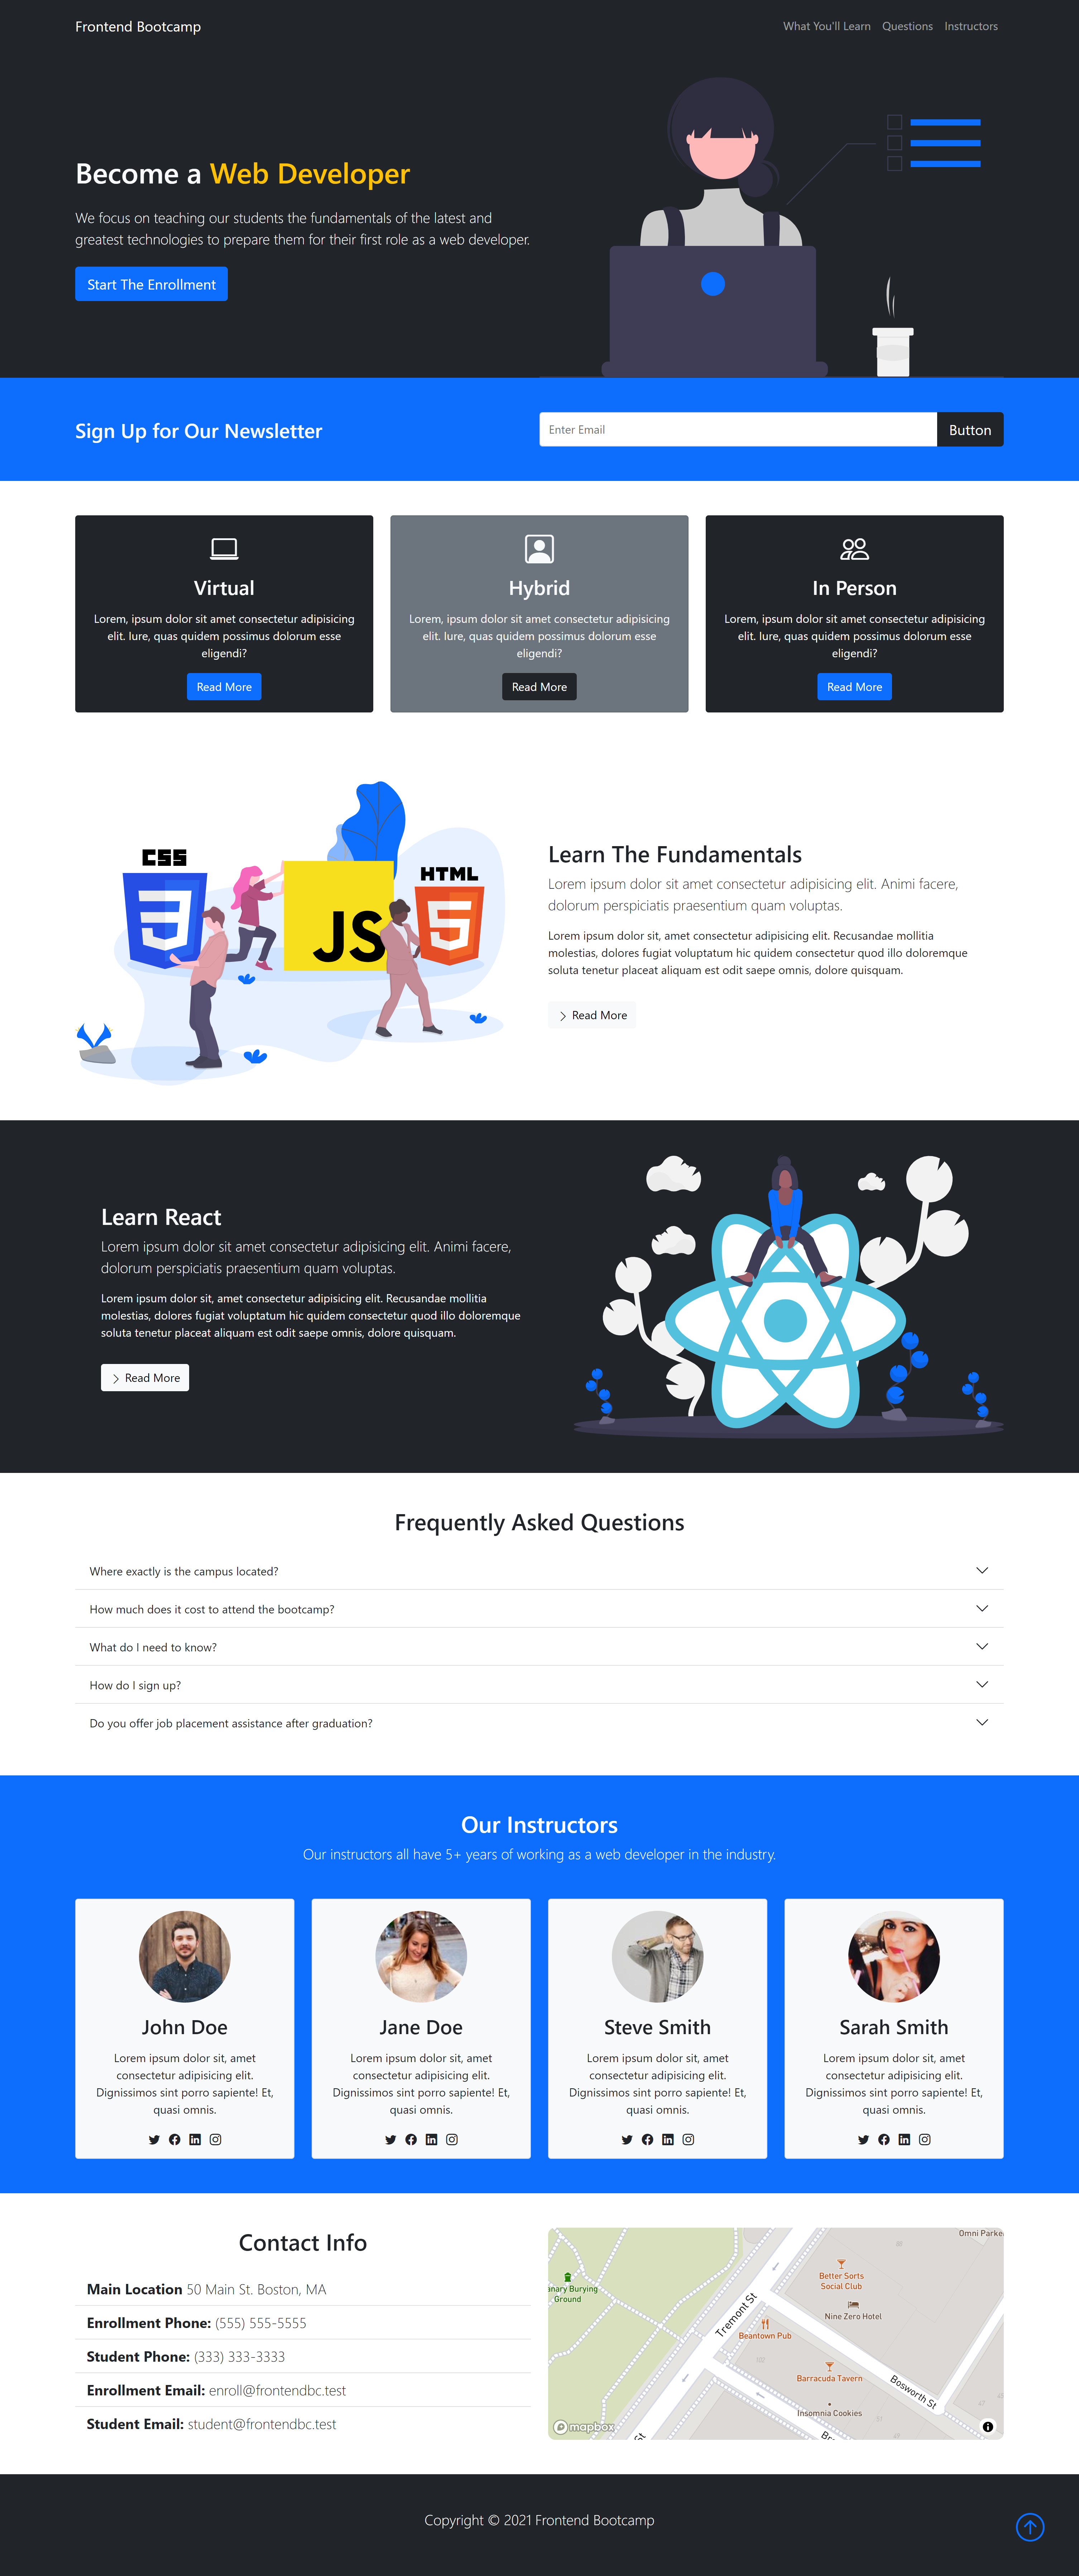 Frontend Bootcamp
What You'll Learn Questions Instructors
Become a Web Developer
We focus on teaching our students the fundamentals of the latest and
greatest technologies to prepare them for their first role as a web developer.
Start The Enrollment
Sign Up for Our Newsletter
Enter Email
Button
Virtual
Lorem, ipsum dolor sit amet consectetur adipisicing
elit. Iure, quas quidem possimus dolorum esse
eligendi?
Read More
Hybrid
Lorem, ipsum dolor sit amet consectetur adipisicing
elit. Iure, quas quidem possimus dolorum esse
eligendi?
Read More
In Person
Lorem, ipsum dolor sit amet consectetur adipisicing
elit. Iure, quas quidem possimus dolorum esse
eligendi?
Read More
CSS
3
JS
HTML
5
Learn The Fundamentals
Lorem ipsum dolor sit amet consectetur adipisicing elit. Animi facere,
dolorum perspiciatis praesentium quam voluptas.
Lorem ipsum dolor sit, amet consectetur adipisicing elit. Recusandae mollitia
molestias, dolores fugiat voluptatum hic quidem consectetur quod illo doloremque
soluta tenetur placeat aliquam est odit saepe omnis, dolore quisquam.
Read More
Learn React
Lorem ipsum dolor sit amet consectetur adipisicing elit. Animi facere,
dolorum perspiciatis praesentium quam voluptas.
Lorem ipsum dolor sit, amet consectetur adipisicing elit. Recusandae mollitia
molestias, dolores fugiat voluptatum hic quidem consectetur quod illo doloremque
soluta tenetur placeat aliquam est odit saepe omnis, dolore quisquam.
Read More
Frequently Asked Questions
Where exactly is the campus located?
How much does it cost to attend the bootcamp?
What do I need to know?
How do I sign up?
Do you offer job placement assistance after graduation?
Our Instructors
Our instructors all have 5+ years of working as a web developer in the industry.
John Doe
Lorem ipsum dolor sit, amet
consectetur adipisicing elit.
Dignissimos sint porro sapiente! Et,
quasi omnis.
Jane Doe
Lorem ipsum dolor sit, amet
consectetur adipisicing elit.
Dignissimos sint porro sapiente! Et,
quasi omnis.
Steve Smith
Lorem ipsum dolor sit, amet
consectetur adipisicing elit.
Dignissimos sint porro sapiente! Et,
quasi omnis.
Sarah Smith
Lorem ipsum dolor sit, amet
consectetur adipisicing elit.
Dignissimos sint porro sapiente! Et,
quasi omnis.
Contact Info
Main Location 50 Main St. Boston, MA
Enrollment Phone: (555) 555-5555
Student Phone: (333) 333-3333
Enrollment Email: enroll@frontendbc.test
Student Email: student@frontendbc.test
Omni Parke
Better Sorts
Social Club
anary Burying
Ground
Nine Zero Hotel
Tremont St
Beantown Pub
Barracuda Tavern
Bosworth St
Insomnia Cookies
mapbox
St
Copyright © 2021 Frontend Bootcamp